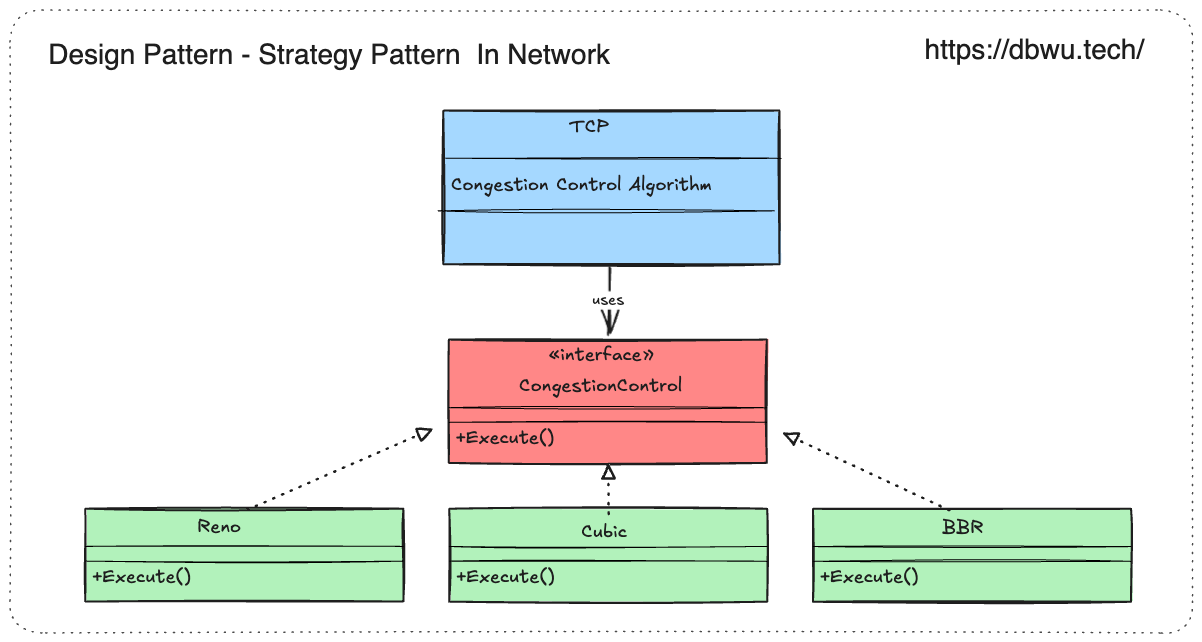 Design Pattern - Strategy Pattern In Network
https://dbwu.tech/
TCP
Congestion Control Algorithm
uses
«interface»
CongestionControl
+Execute()
Reno
+Execute()
Cubic
+Execute()
BBR
+Execute()